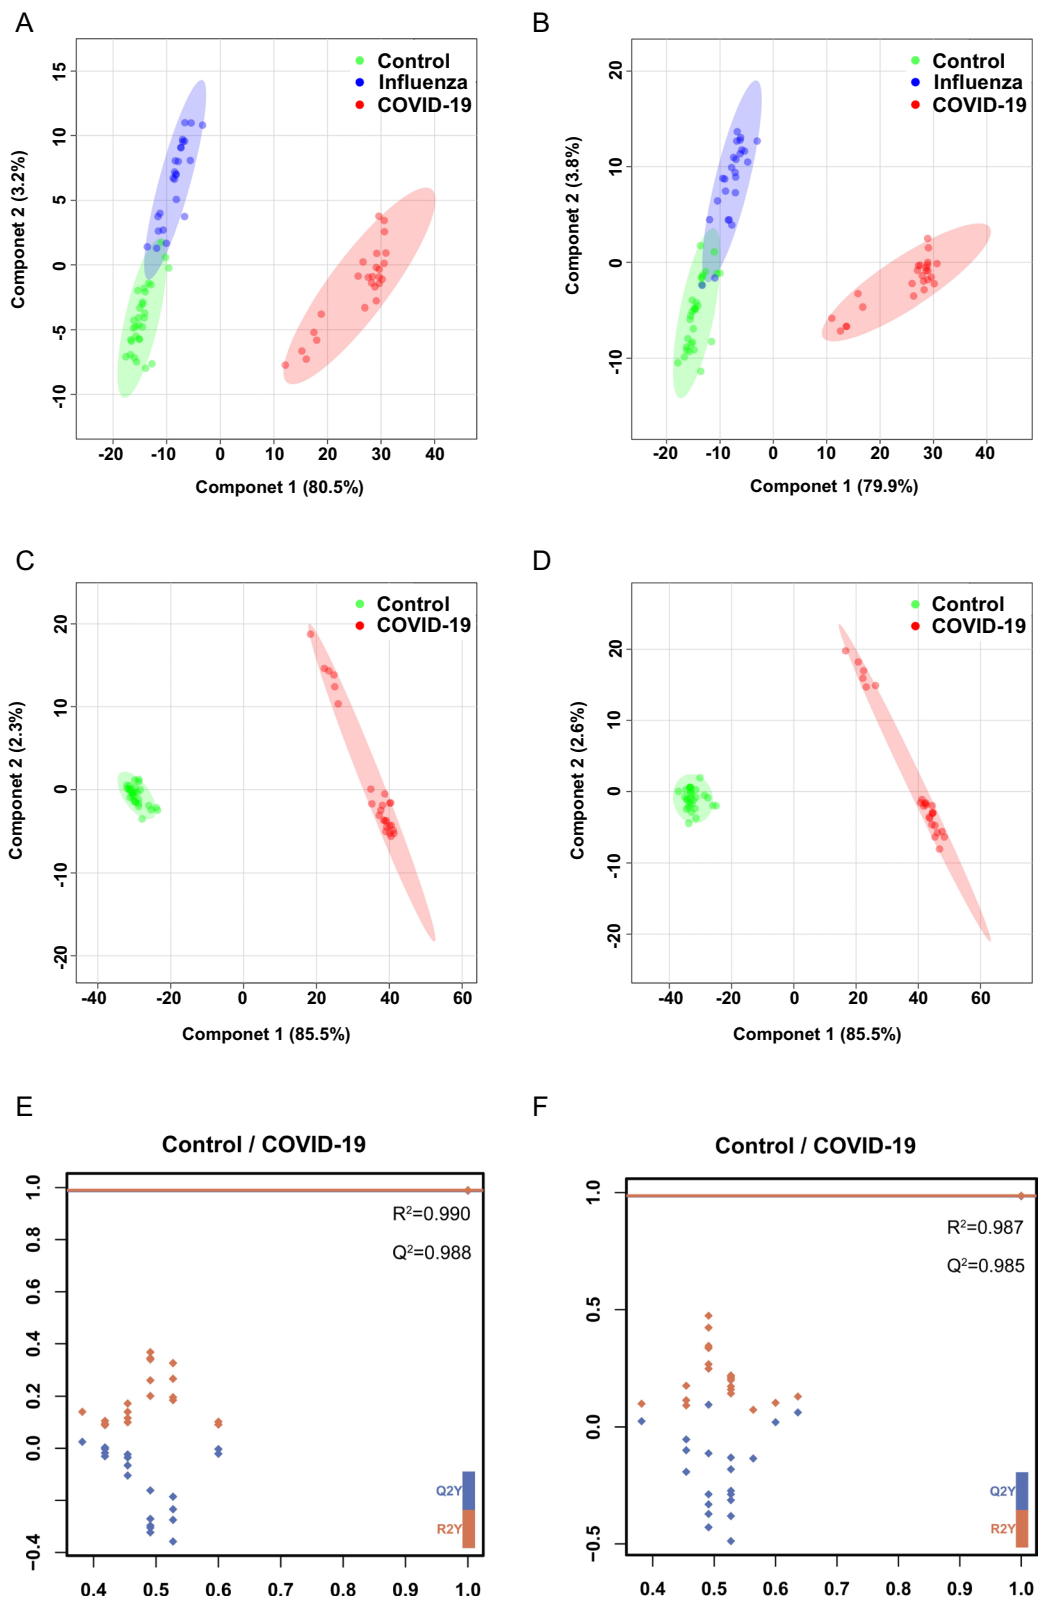 A
Control
Influenza
COVID-19
15
10
5
0
-5
-10
Componet 2 (3.2%)
-20 -10 0 10 20 30 40
Componet 1 (80.5%)
B
Control
Influenza
COVID-19
20
10
0
-10
Componet 2 (3.8%)
-20 -10 0 10 20 30 40
Componet 1 (79.9%)
C
Control
COVID-19
20
10
0
-10
-20
Componet 2 (2.3%)
-40 -20 0 20 40 60
Componet 1 (85.5%)
D
Control
COVID-19
20
10
0
-10
-20
Componet 2 (2.6%)
-40 -20 0 20 40 60
Componet 1 (85.5%)
E
Control / COVID-19
1.0
0.8
0.6
0.4
0.2
0.0
−0.4
R²=0.990
Q²=0.988
Q2Y
R2Y
0.4 0.5 0.6 0.7 0.8 0.9 1.0
F
Control / COVID-19
1.0
0.5
0.0
−0.5
R²=0.987
Q²=0.985
Q2Y
R2Y
0.4 0.5 0.6 0.7 0.8 0.9 1.0